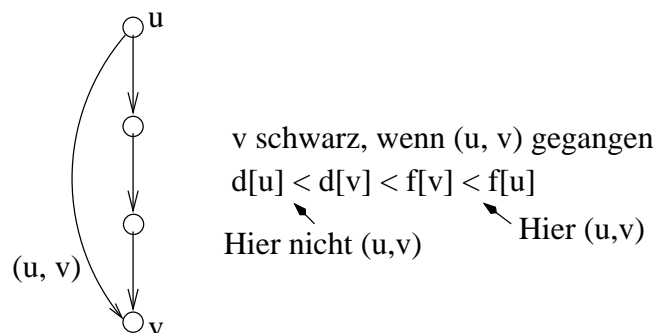 u
v schwarz, wenn (u, v) gegangen
d[u] < d[v] < f[v] < f[u]
Hier nicht (u,v)
Hier (u,v)
(u, v)
v